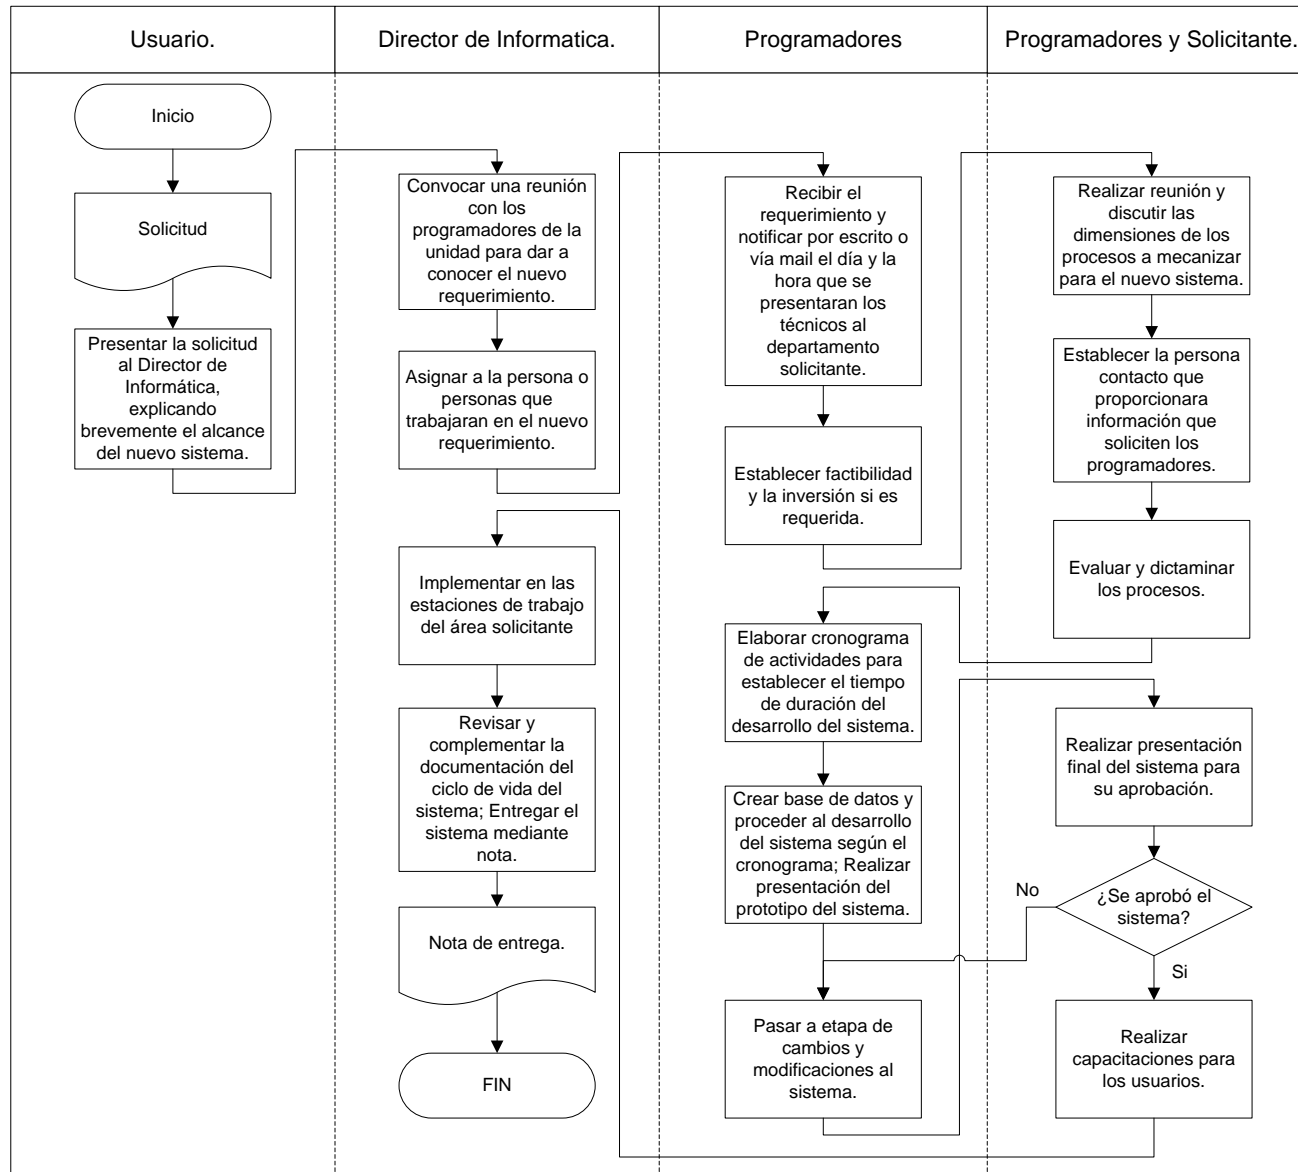 Usuario.
Director de Informatica.
Programadores
Programadores y Solicitante.
Inicio
Solicitud
Presentar la solicitud
al Director de
Informática,
explicando
brevemente el alcance
del nuevo sistema.
Convocar una reunión
con los
programadores de la
unidad para dar a
conocer el nuevo
requerimiento.
Asignar a la persona o
personas que
trabajaran en el nuevo
requerimiento.
Recibir el
requerimiento y
notificar por escrito o
vía mail el día y la
hora que se
presentaran los
técnicos al
departamento
solicitante.
Establecer factibilidad
y la inversión si es
requerida.
Realizar reunión y
discutir las
dimensiones de los
procesos a mecanizar
para el nuevo sistema.
Establecer la persona
contacto que
proporcionara
información que
soliciten los
programadores.
Evaluar y dictaminar
los procesos.
Elaborar cronograma
de actividades para
establecer el tiempo
de duración del
desarrollo del sistema.
Crear base de datos y
proceder al desarrollo
del sistema según el
cronograma; Realizar
presentación del
prototipo del sistema.
Pasar a etapa de
cambios y
modificaciones al
sistema.
Realizar presentación
final del sistema para
su aprobación.
¿Se aprobó el
sistema?
No
Si
Realizar
capacitaciones para
los usuarios.
Implementar en las
estaciones de trabajo
del área solicitante
Revisar y
complementar la
documentación del
ciclo de vida del
sistema; Entregar el
sistema mediante
nota.
Nota de entrega.
FIN